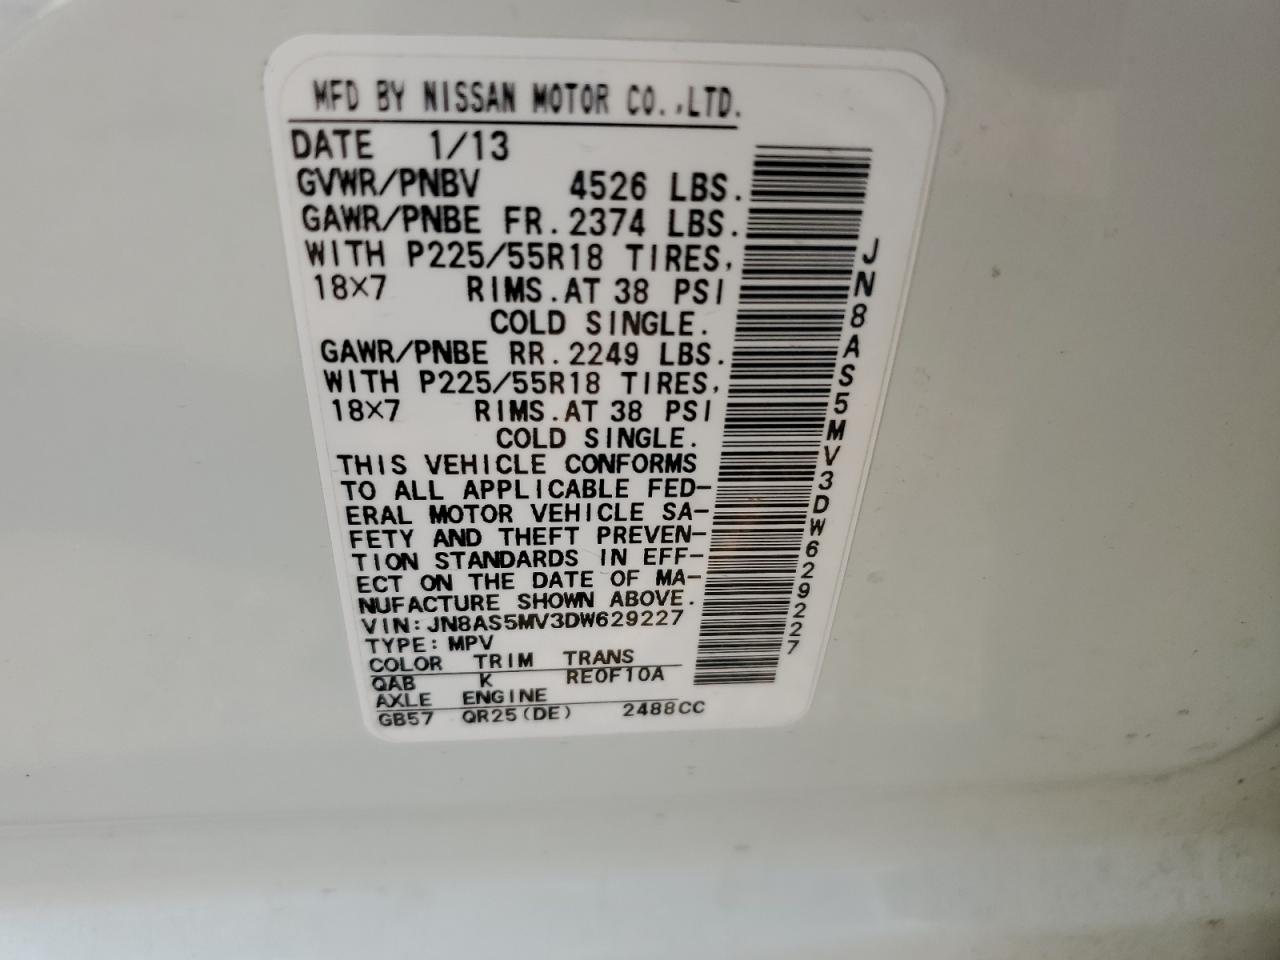 MFD BY NISSAN MOTOR CO.,LTD.
DATE 1/13
GVWR/PNBV 4526 LBS.
GAWR/PNBE FR. 2374 LBS.
WITH P225/55R18 TIRES,
18×7 RIMS. AT 38 PSI
COLD SINGLE.
GAWR/PNBE RR. 2249 LBS.
WITH P225/55R18 TIRES,
18×7 RIMS. AT 38 PSI
COLD SINGLE.
THIS VEHICLE CONFORMS
TO ALL APPLICABLE FED-
ERAL MOTOR VEHICLE SA-
FETY AND THEFT PREVEN-
TION STANDARDS IN EFF-
ECT ON THE DATE OF MA-
NUFACTURE SHOWN ABOVE.
VIN: JN8AS5MV3DW629227
TYPE: MPV
COLOR TRIM TRANS
QAB K RE0F10A
AXLE ENGINE
GB57 QR25(DE) 2488CC
JN8AS5MV3DW629227